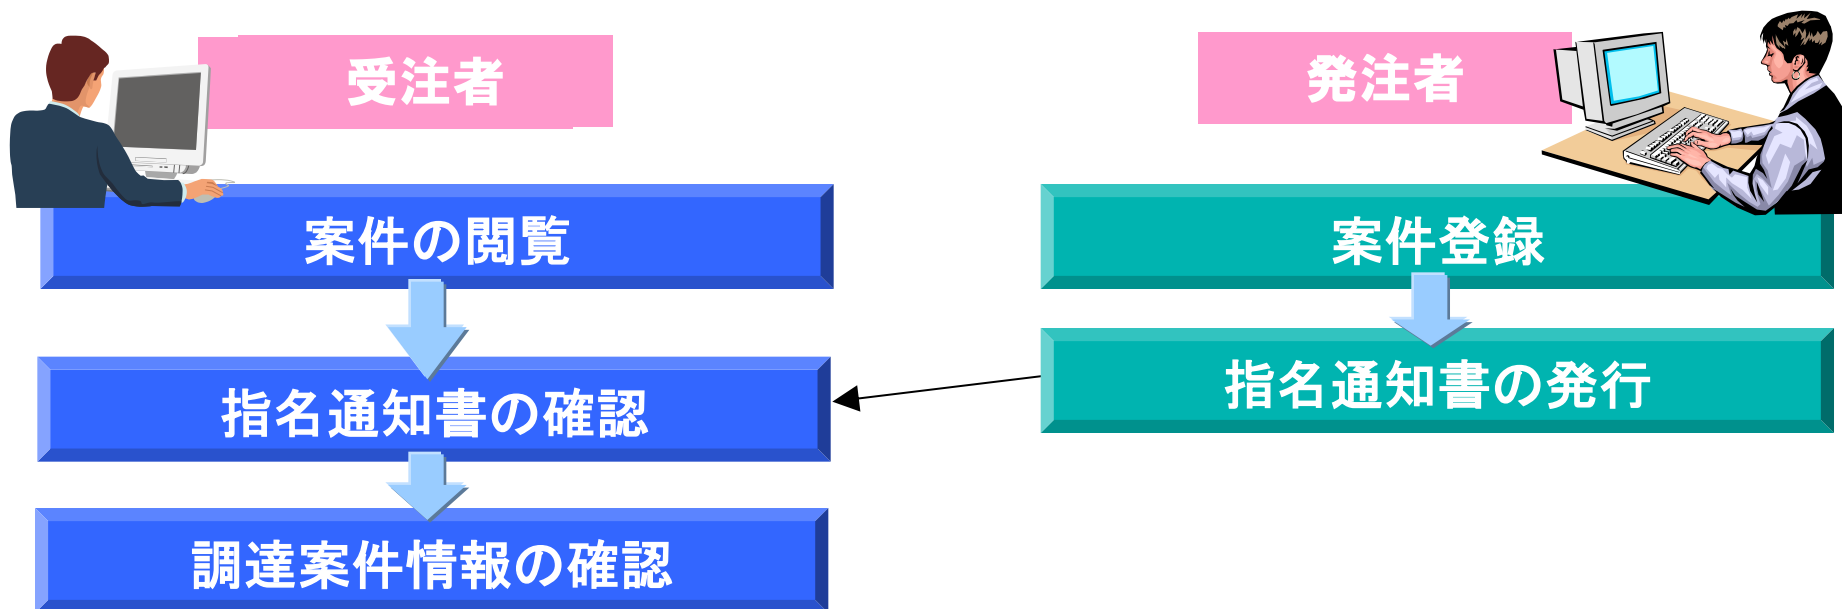 受注者
発注者
案件の閲覧
案件登録
指名通知書の発行
指名通知書の確認
調達案件情報の確認